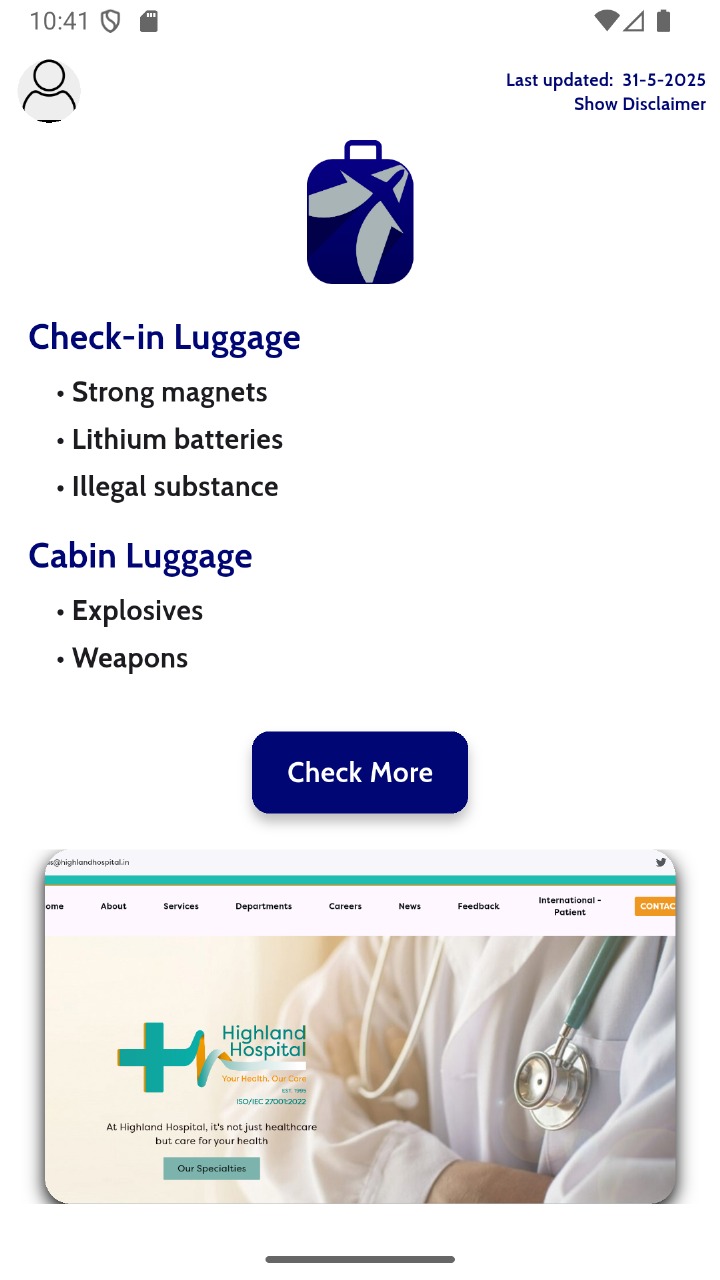 10:41
Last updated: 31-5-2025
Show Disclaimer
Check-in Luggage
• Strong magnets
• Lithium batteries
• Illegal substance
Cabin Luggage
• Explosives
• Weapons
Check More
s@highlandhospital.in
ome About Services Departments Careers News Feedback International - Patient CONTAC
Highland
Hospital
Your Health, Our Care
EST. 1995
ISO/IEC 27001:2022
At Highland Hospital, it's not just healthcare
but care for your health
Our Specialties